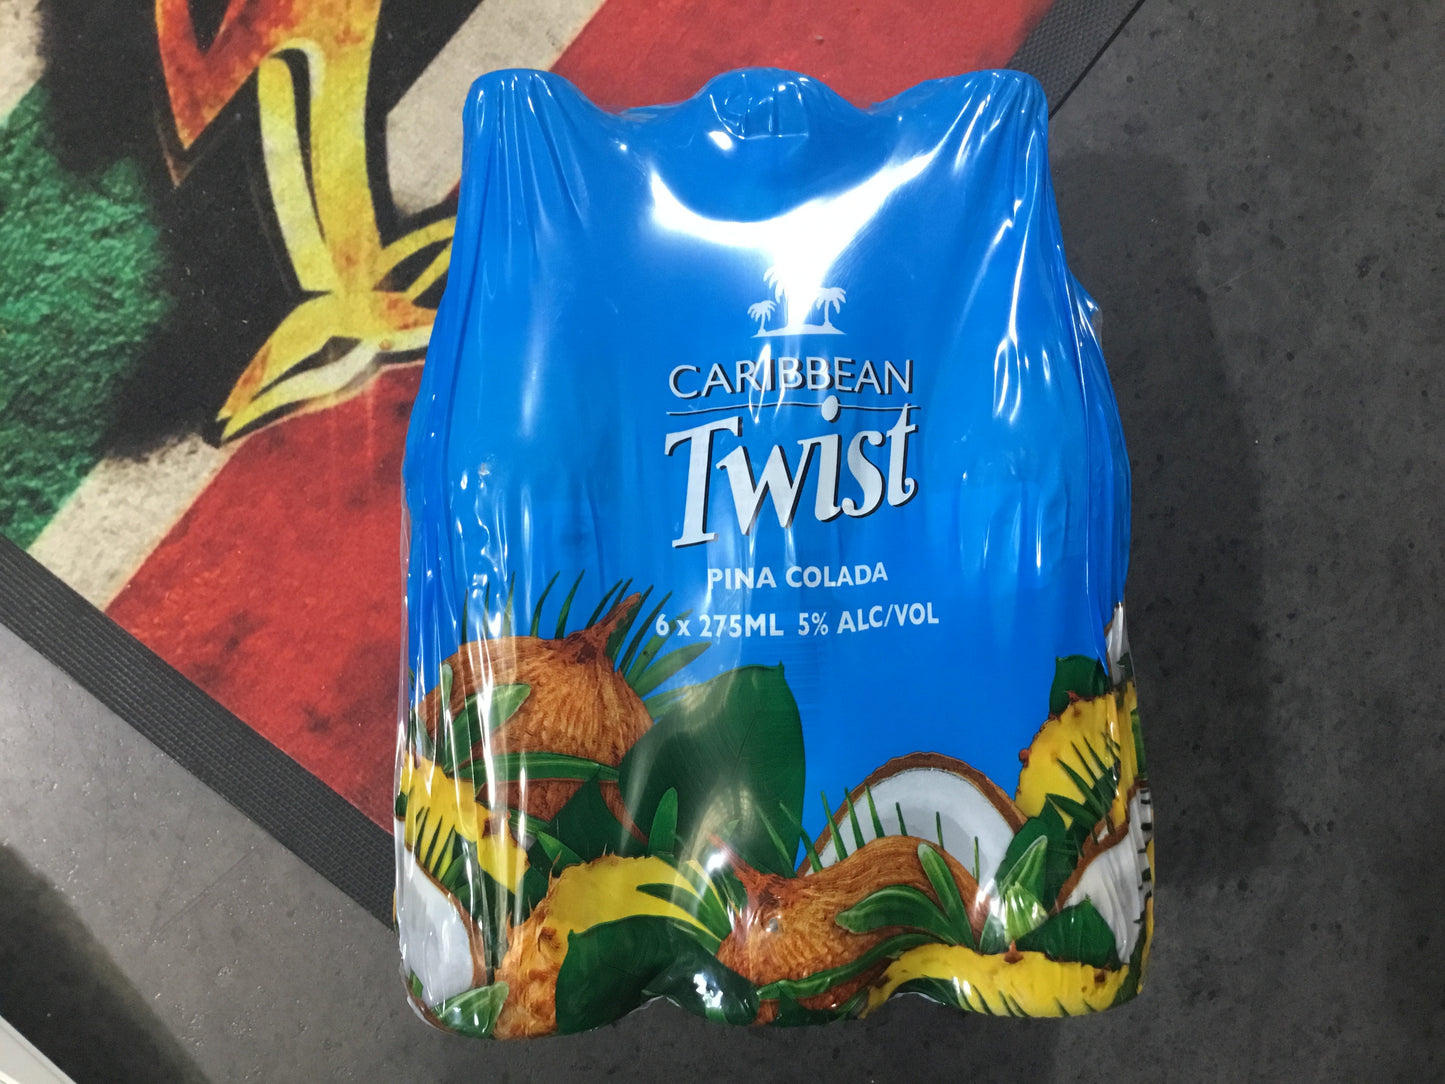 CARIBBEAN
Twist
PINA COLADA
6 x 275ML 5% ALC/VOL